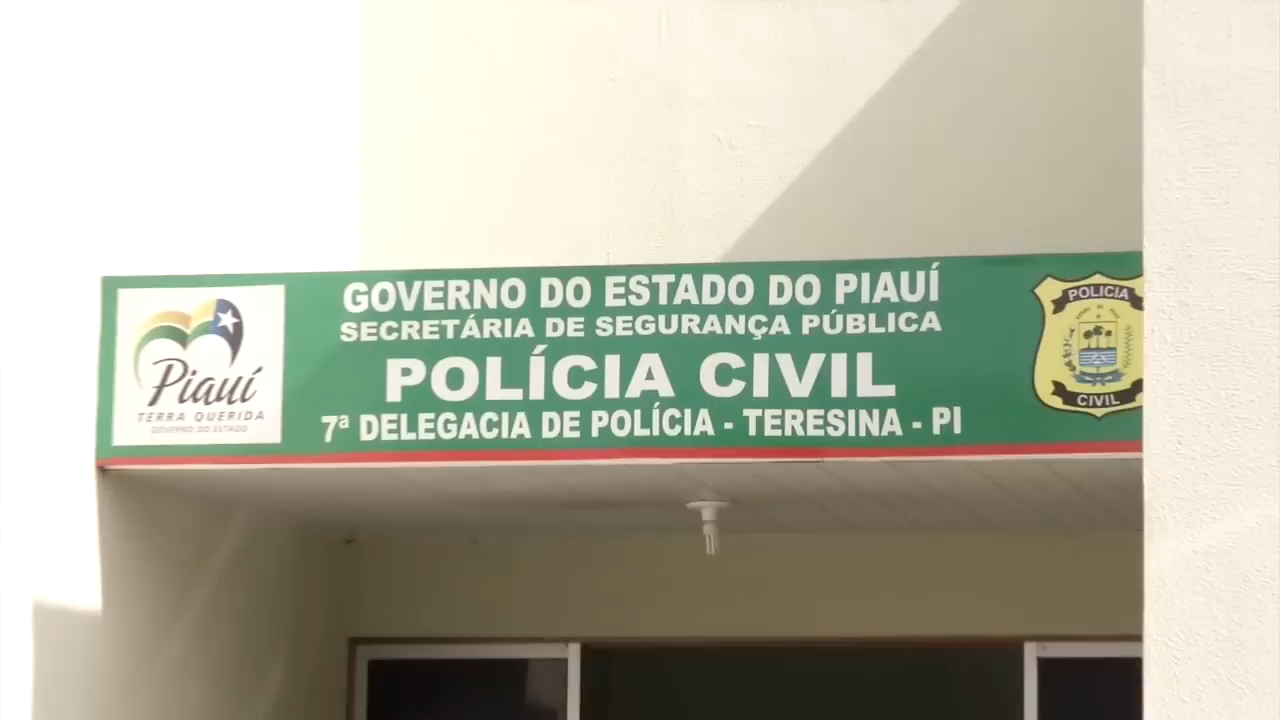 Piauí
TERRA QUERIDA
GOVERNO DO ESTADO
GOVERNO DO ESTADO DO PIAUÍ
SECRETÁRIA DE SEGURANÇA PÚBLICA
POLÍCIA CIVIL
7ª DELEGACIA DE POLÍCIA - TERESINA - PI
POLICIA
CIVIL